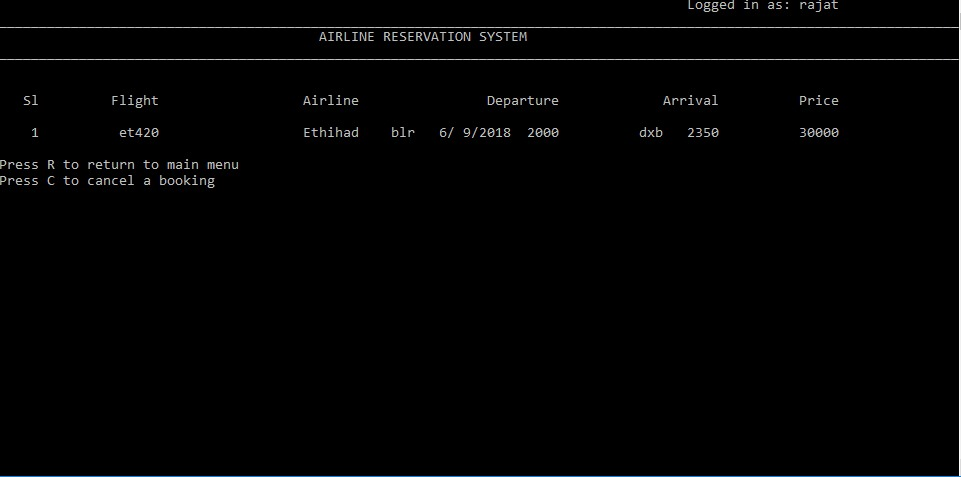 Logged in as: rajat
AIRLINE RESERVATION SYSTEM
Sl Flight Airline Departure Arrival Price
1 et420 Ethihad blr 6/ 9/2018 2000 dxb 2350 30000
Press R to return to main menu
Press C to cancel a booking